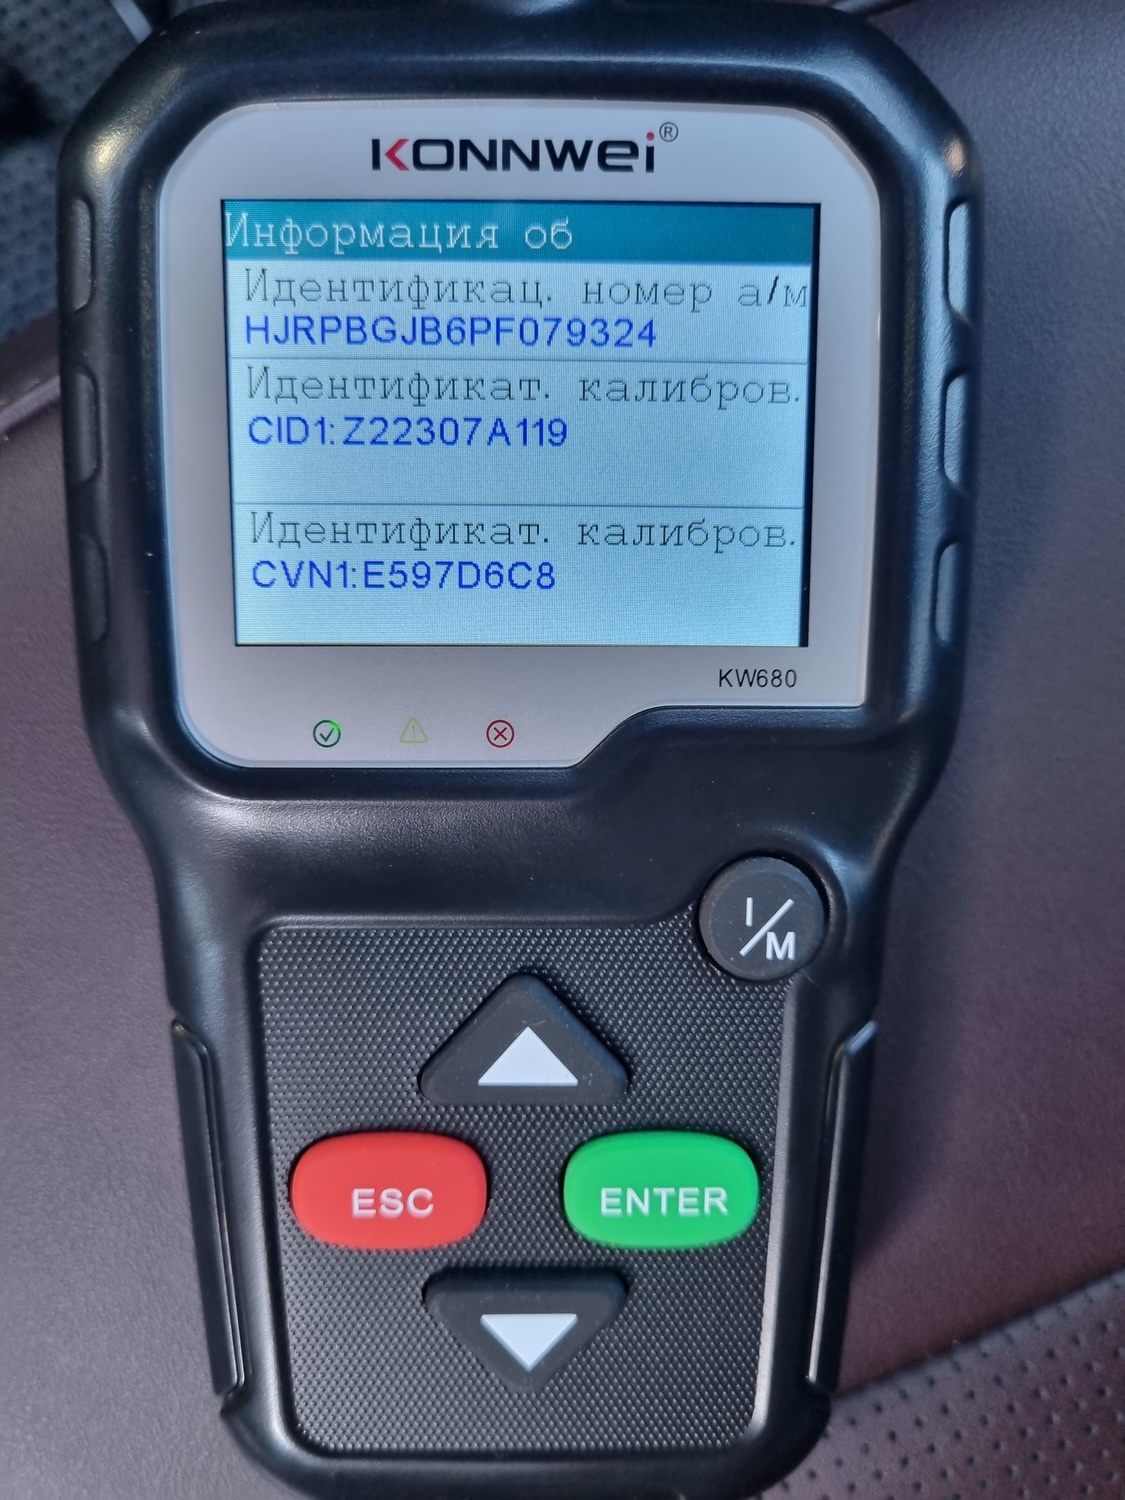 KONNWEI®
Информация об
Идентификац. номер а/м
HJRPBGJB6PF079324
Идентификат. калибров.
CID1:Z22307A119
Идентификат. калибров.
CVN1:E597D6C8
KW680
I/M
ESC
ENTER